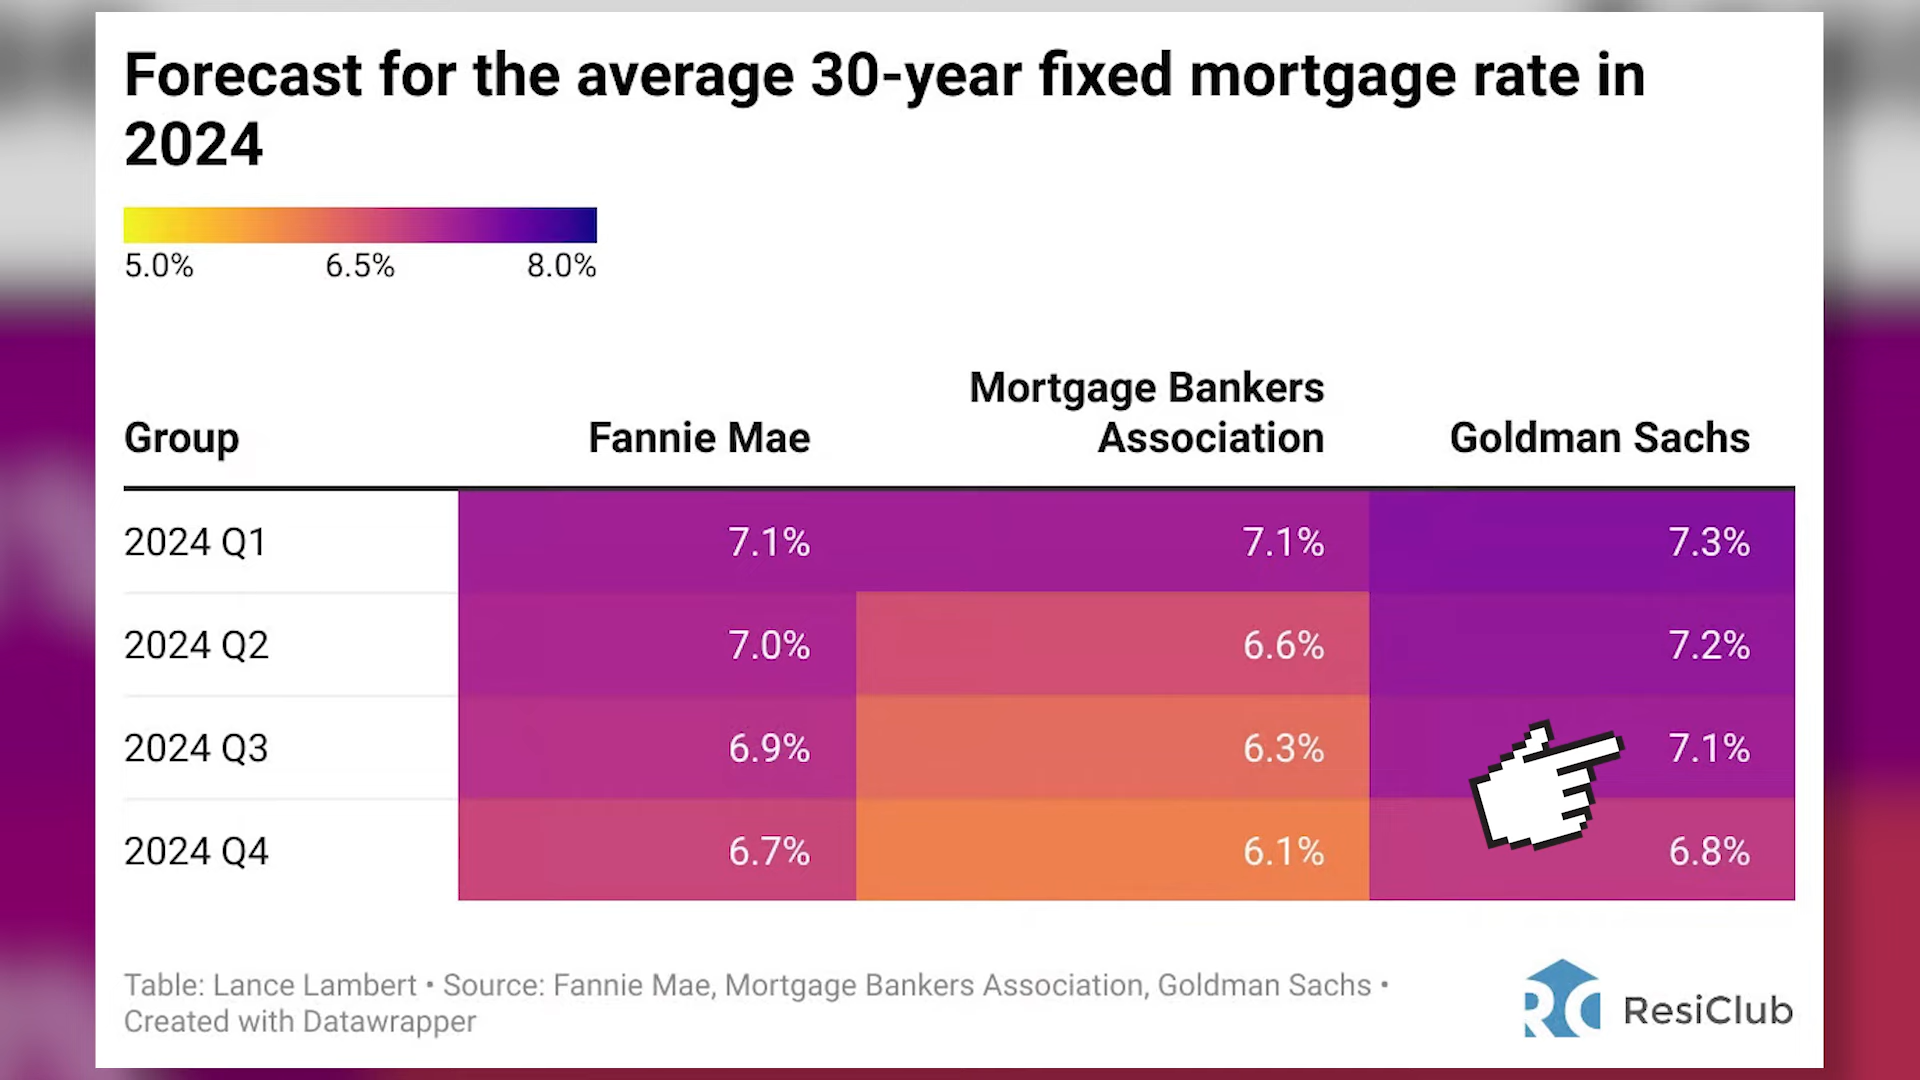 Forecast for the average 30-year fixed mortgage rate in
2024
5.0% 6.5% 8.0%
Mortgage Bankers
Group Fannie Mae Association Goldman Sachs
2024 Q1 7.1% 7.1% 7.3%
2024 Q2 7.0% 6.6% 7.2%
2024 Q3 6.9% 6.3% 7.1%
2024 Q4 6.7% 6.1% 6.8%
Table: Lance Lambert • Source: Fannie Mae, Mortgage Bankers Association, Goldman Sachs •
Created with Datawrapper
RC ResiClub